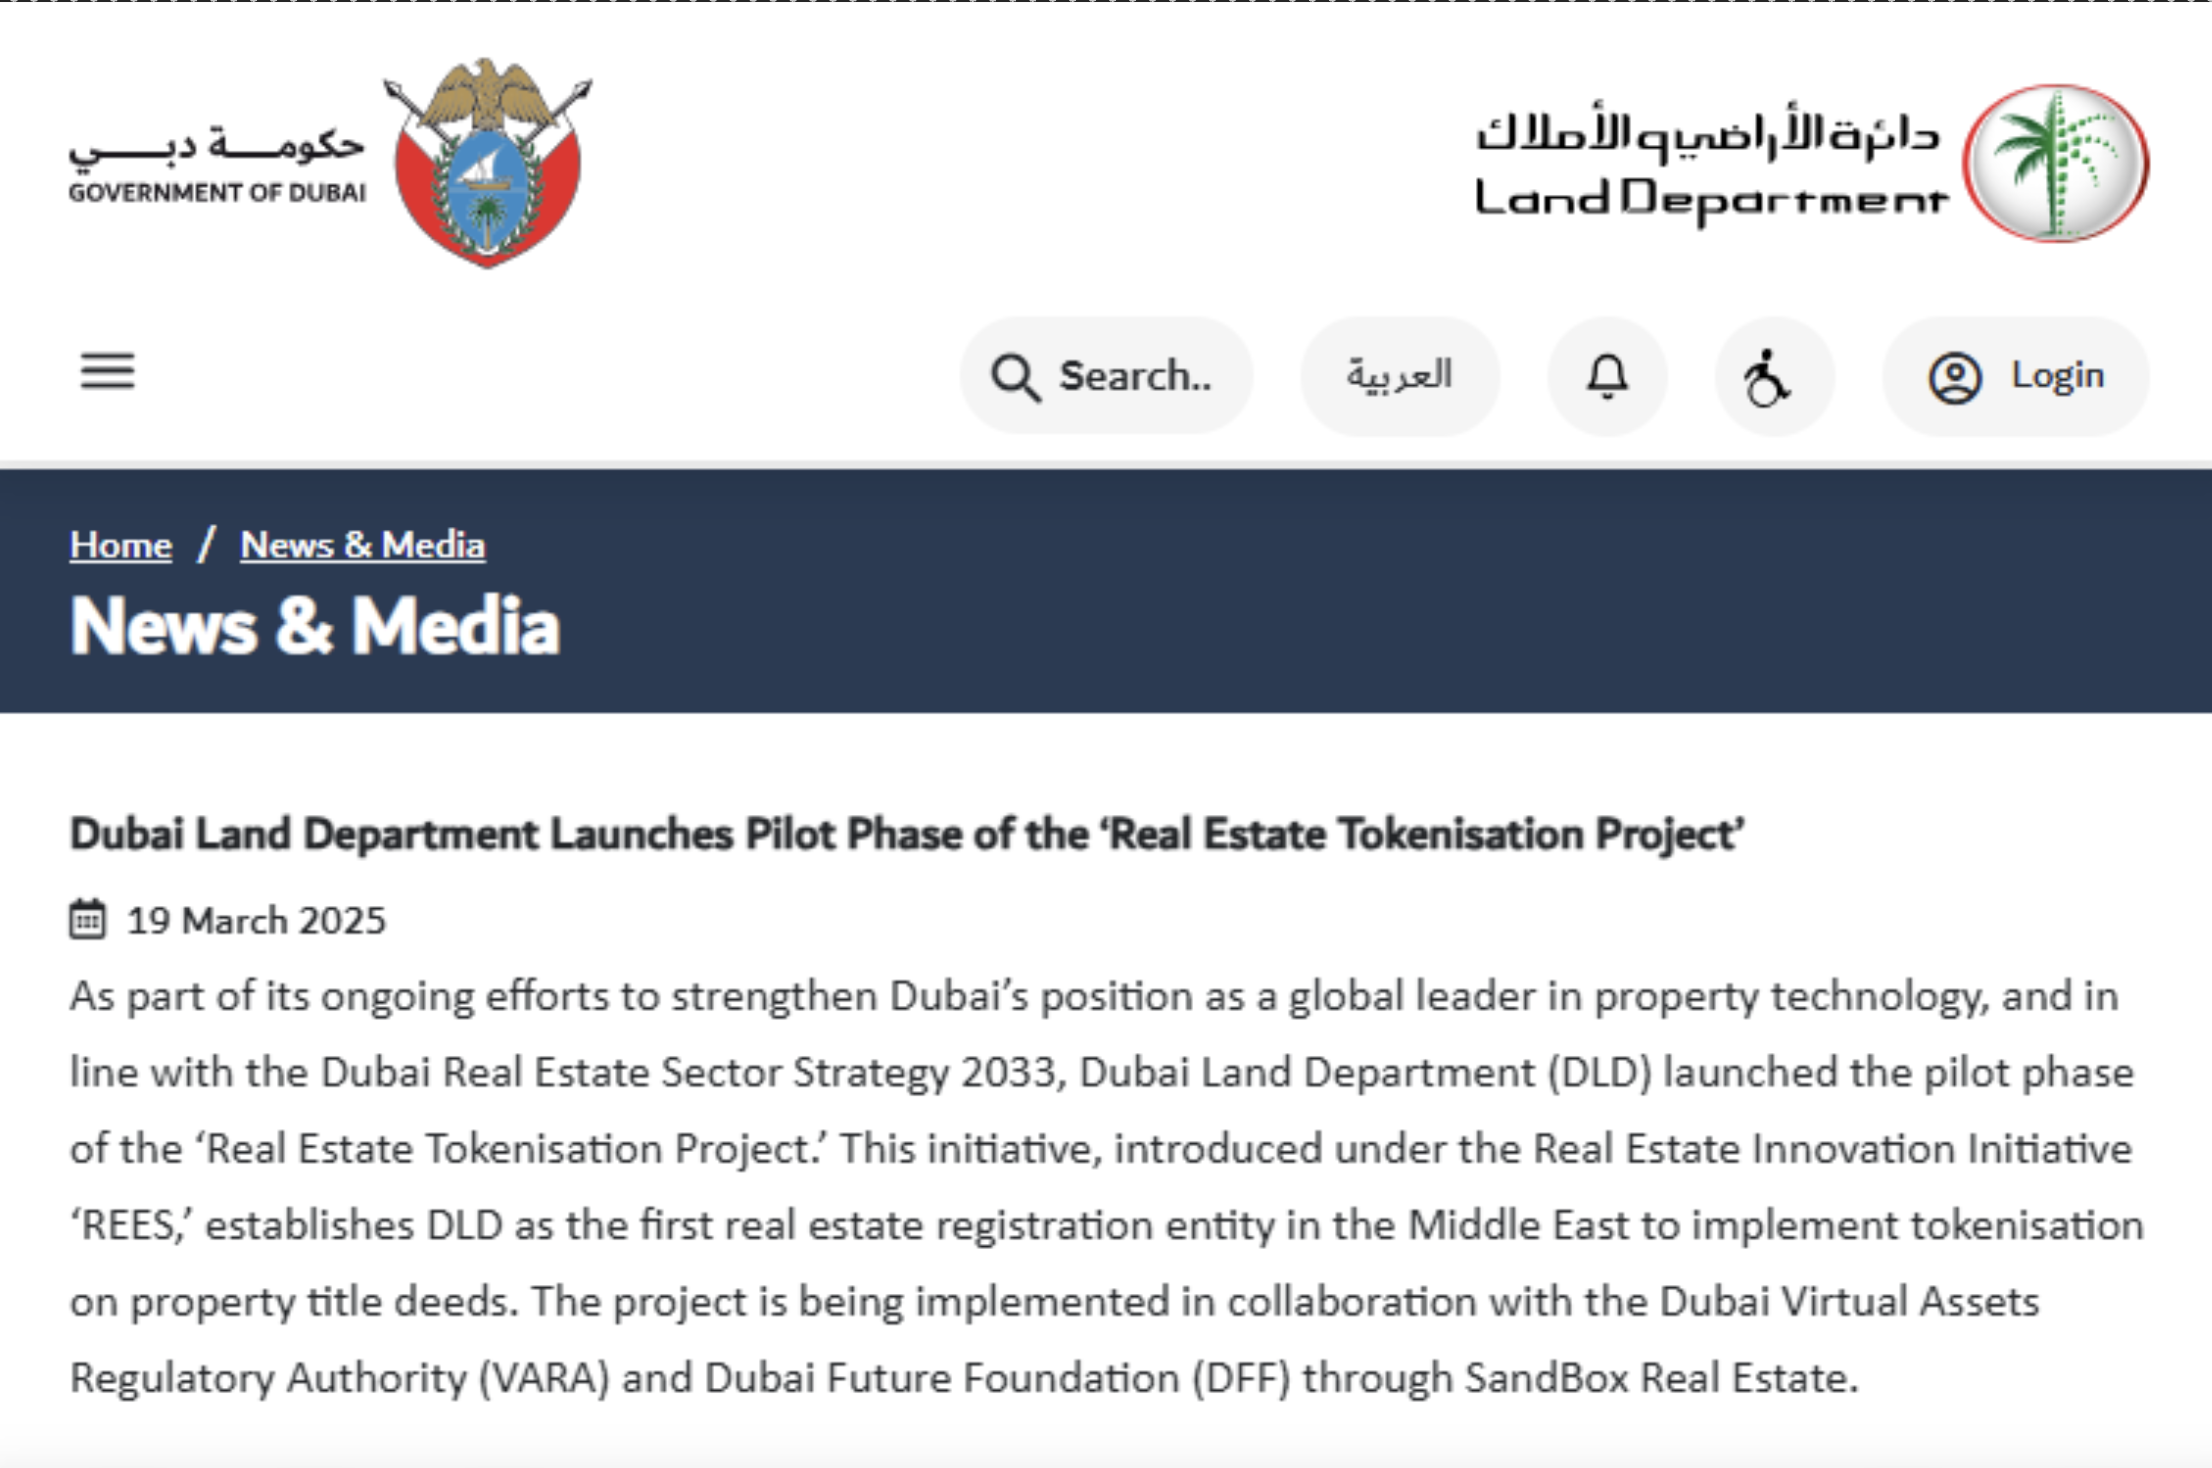 حكومة دبي
GOVERNMENT OF DUBAI
دائرة الأراضي والأملاك
Land Department
Search..
العربية
Login
Home / News & Media
News & Media
Dubai Land Department Launches Pilot Phase of the ‘Real Estate Tokenisation Project’
19 March 2025
As part of its ongoing efforts to strengthen Dubai’s position as a global leader in property technology, and in
line with the Dubai Real Estate Sector Strategy 2033, Dubai Land Department (DLD) launched the pilot phase
of the ‘Real Estate Tokenisation Project.’ This initiative, introduced under the Real Estate Innovation Initiative
‘REES,’ establishes DLD as the first real estate registration entity in the Middle East to implement tokenisation
on property title deeds. The project is being implemented in collaboration with the Dubai Virtual Assets
Regulatory Authority (VARA) and Dubai Future Foundation (DFF) through SandBox Real Estate.